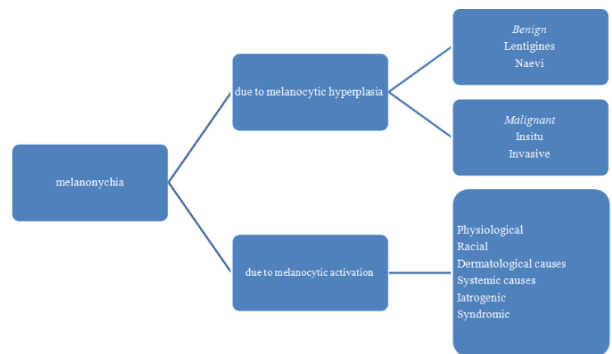 melanonychia
due to melanocytic hyperplasia
Benign
Lentigines
Naevi
Malignant
Insitu
Invasive
due to melanocytic activation
Physiological
Racial
Dermatological causes
Systemic causes
Iatrogenic
Syndromic